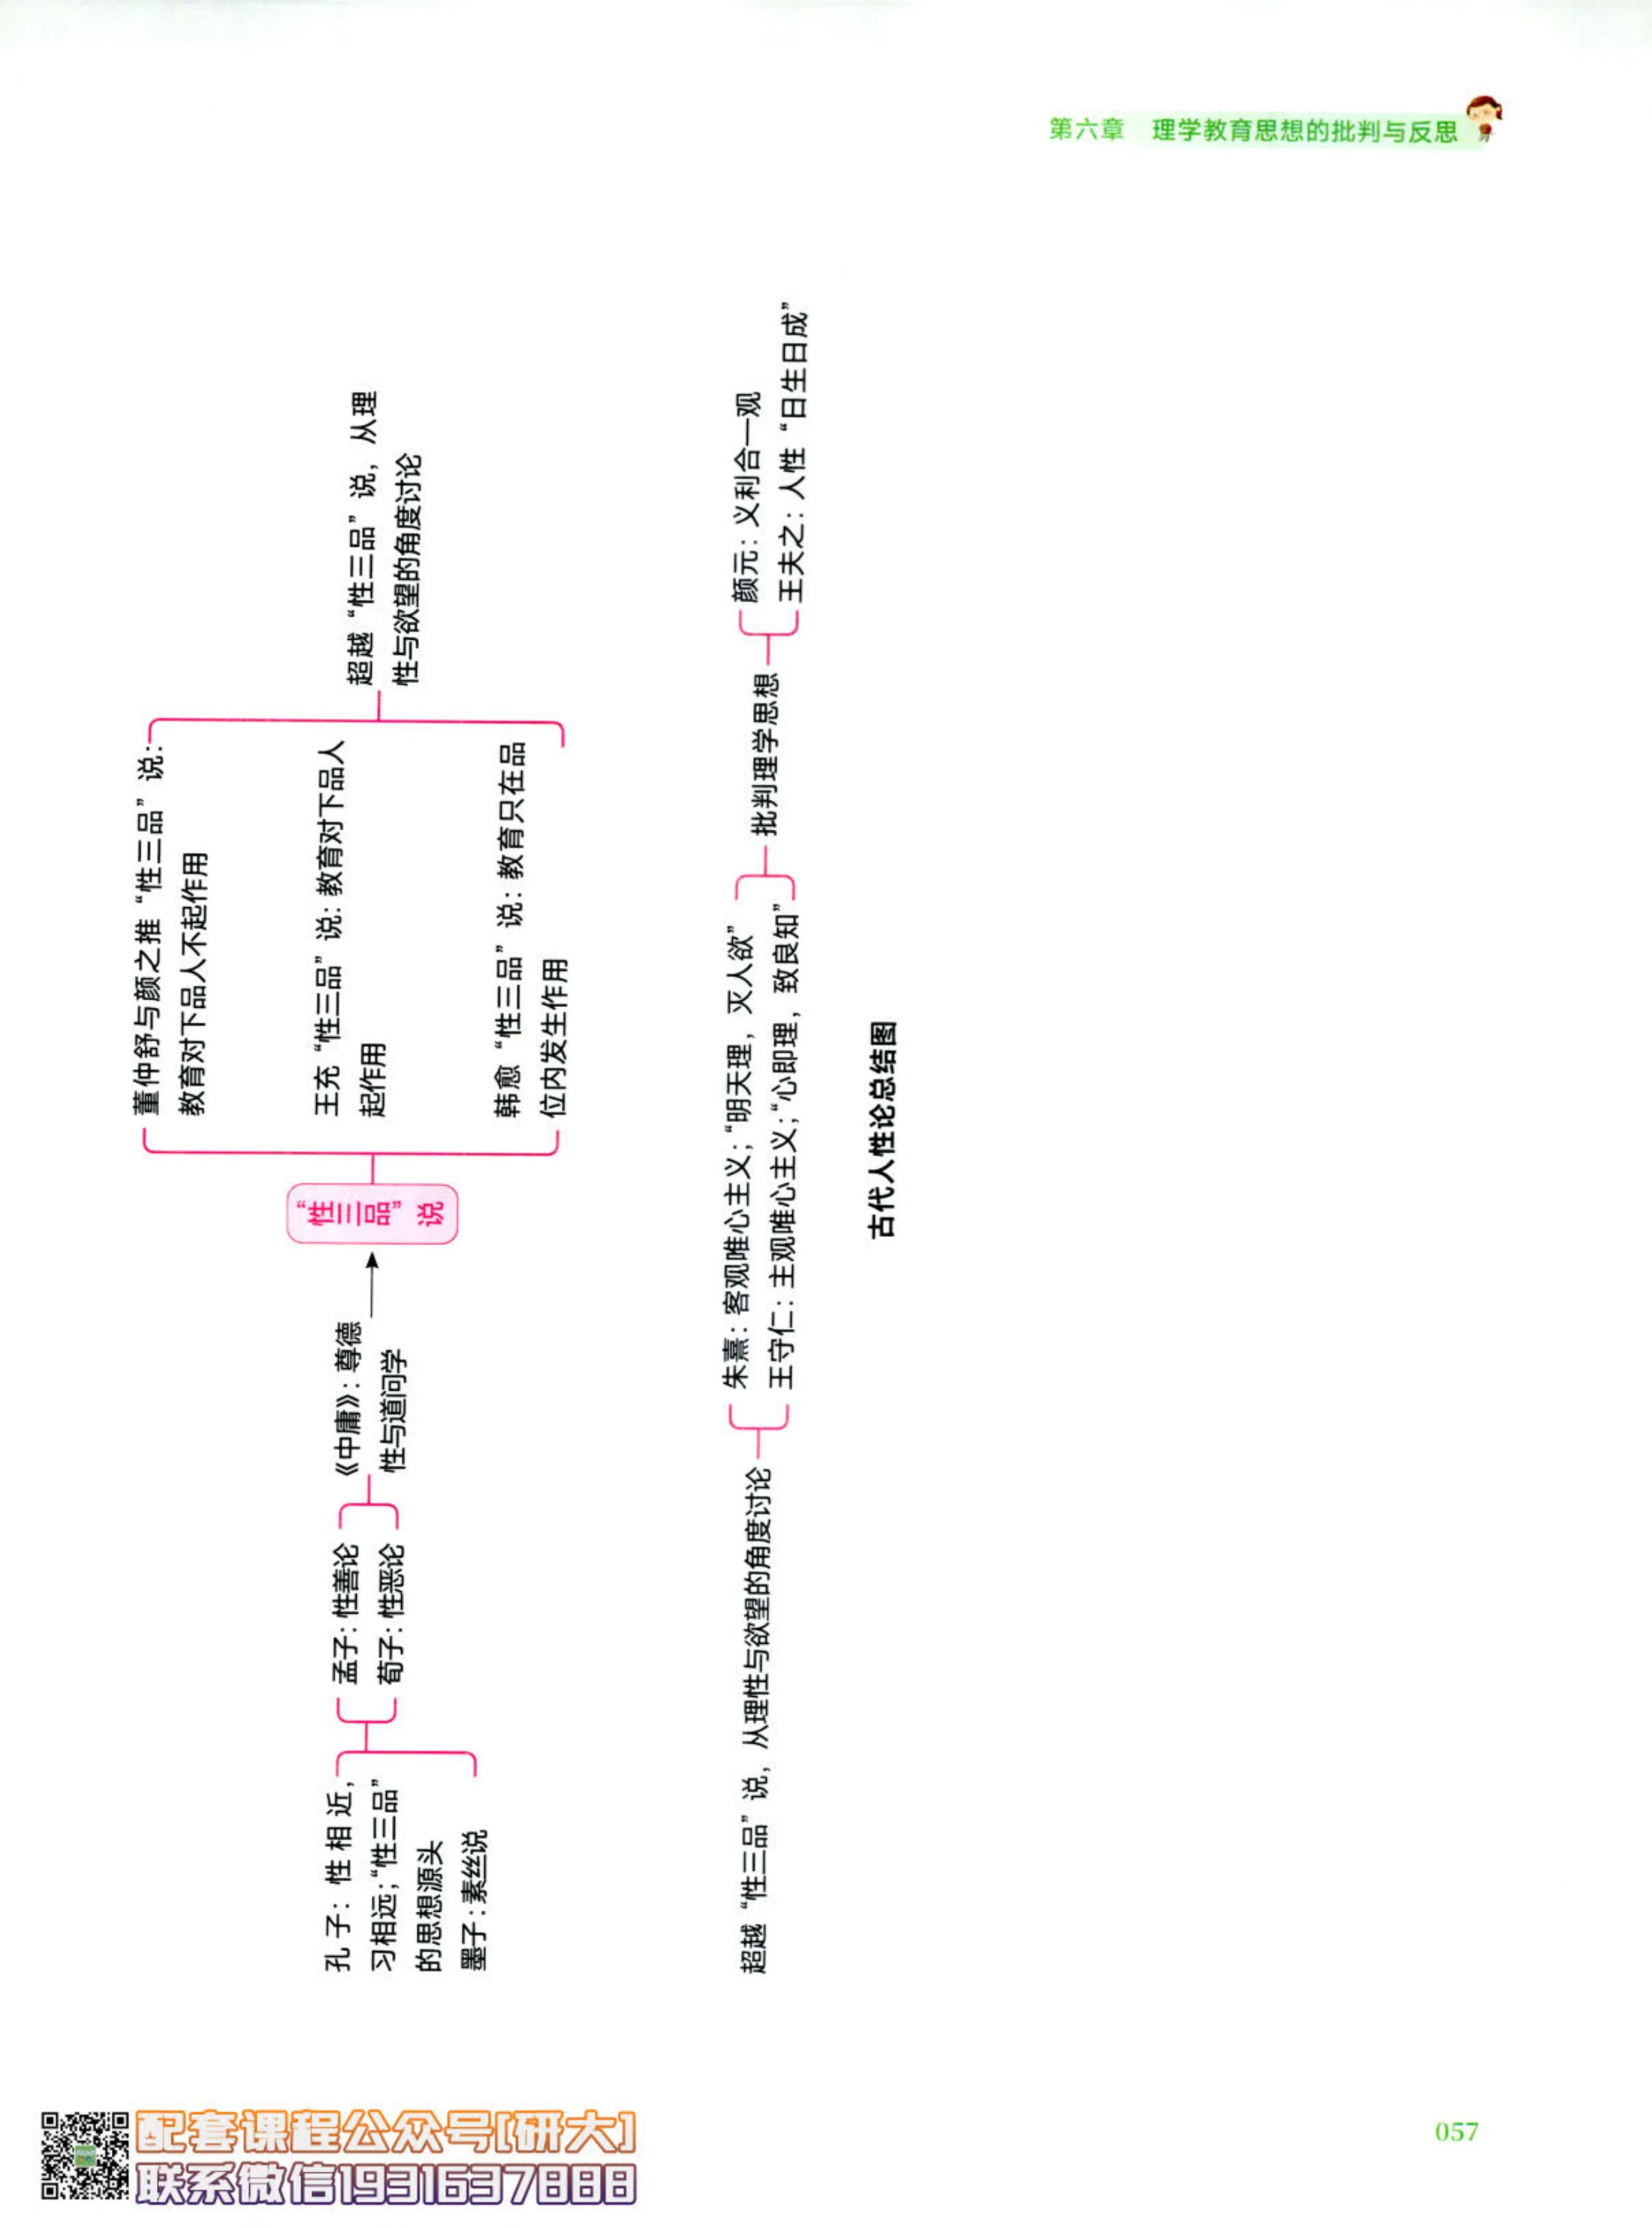 第六章 理学教育思想的批判与反思
孔子：性相近，
习相远；“性三品”
的思想源头
墨子：素丝说
孟子：性善论
荀子：性恶论
《中庸》：尊德
性与道问学
“性三品”说
董仲舒与颜之推“性三品”说：
教育对下品人不起作用
王充“性三品”说：教育对下品人
起作用
韩愈“性三品”说：教育只在品
位内发生作用
超越“性三品”说，从理
性与欲望的角度讨论
超越“性三品”说，从理性与欲望的角度讨论
朱熹：客观唯心主义；“明天理，灭人欲”
王守仁：主观唯心主义；“心即理，致良知”
批判理学思想
颜元：义利合一观
王夫之：人性“日生日成”
古代人性论总结图
配套课程公众号[研大]
联系微信1931637888
057